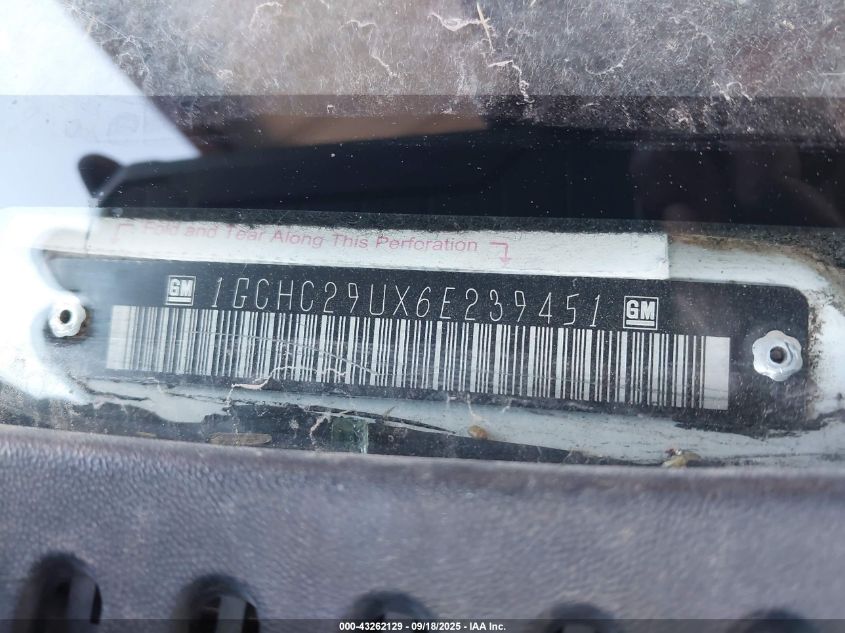 Fold and Tear Along This Perforation
GM 1GCHC29UX6E239451 GM
000-43262129 - 09/18/2025 - IAA Inc.